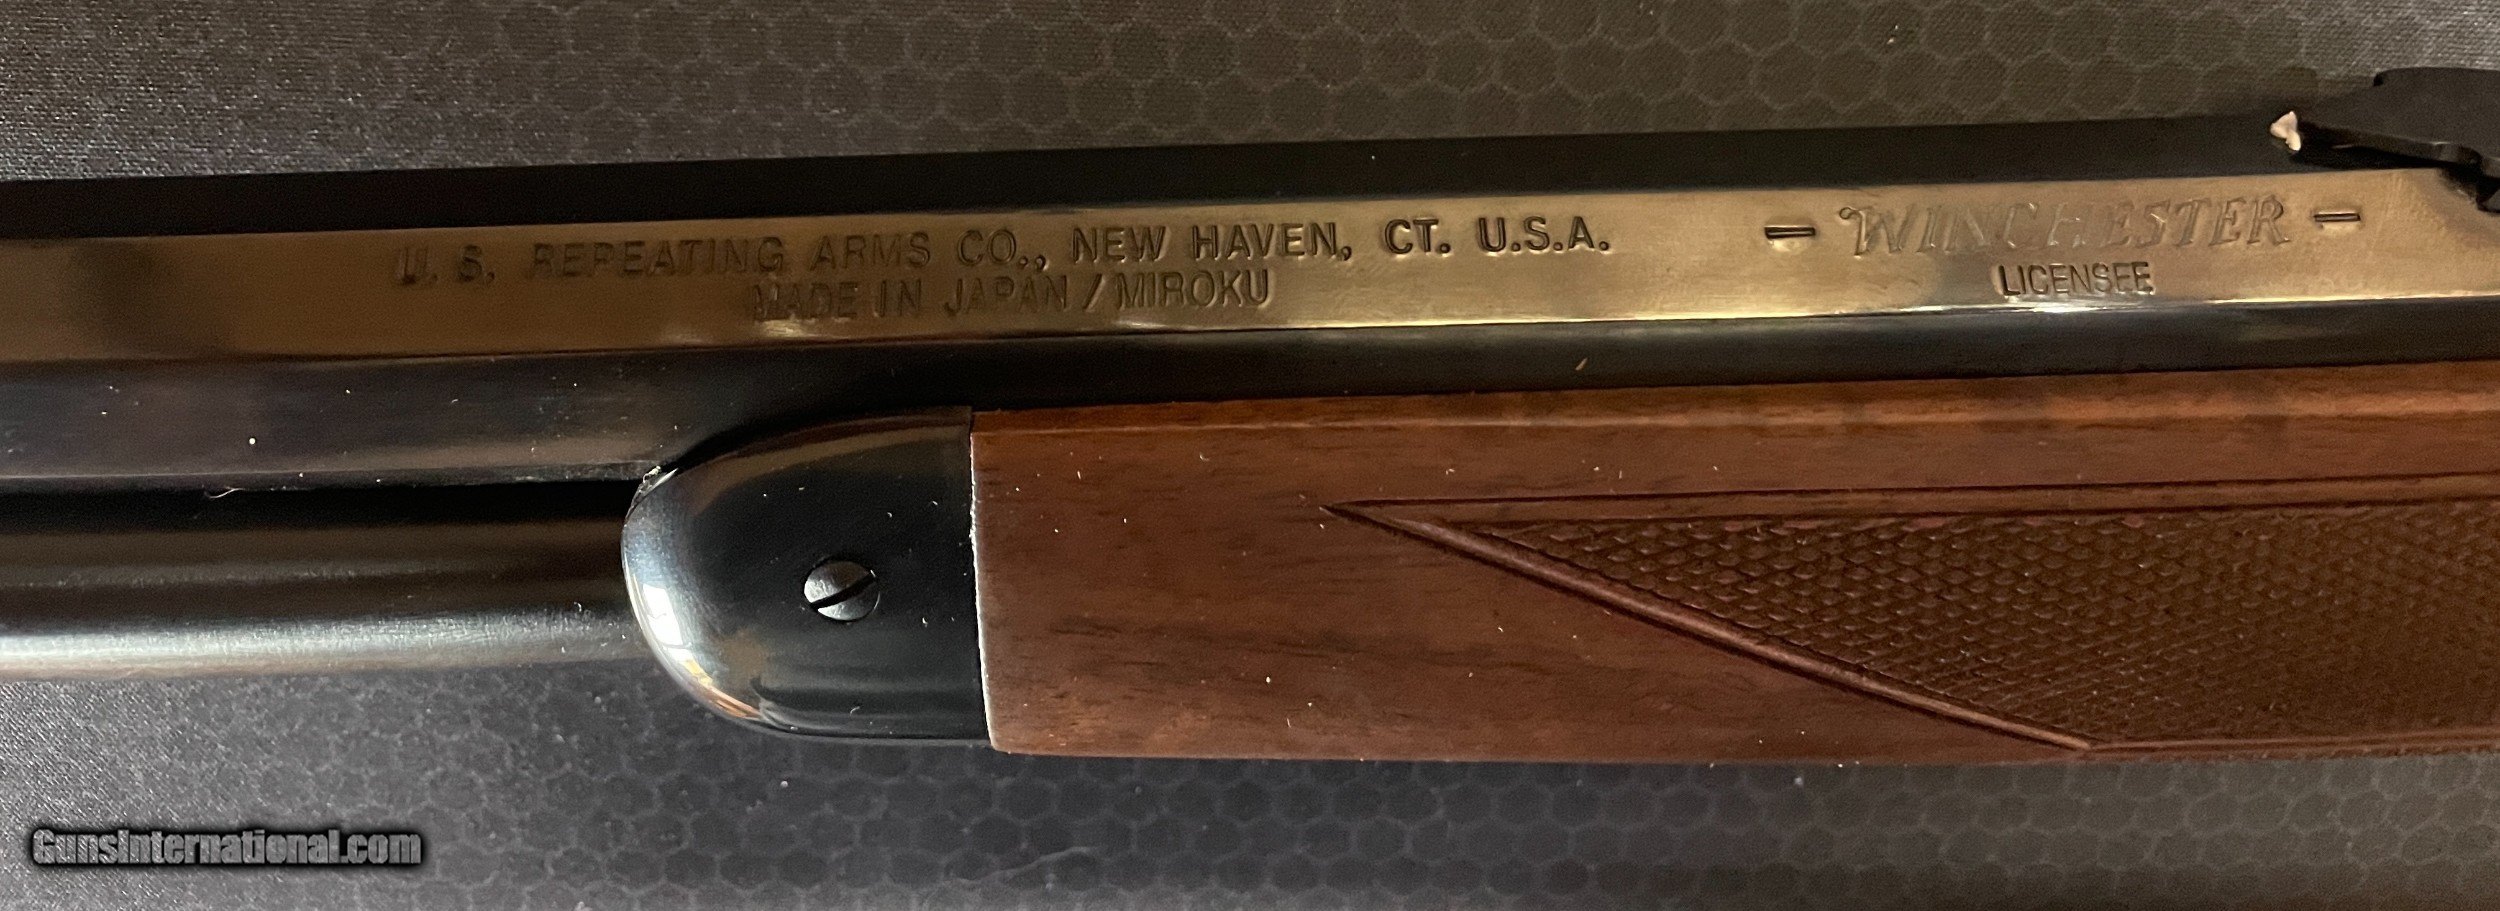 U. S. REPEATING ARMS CO., NEW HAVEN, CT. U.S.A.
MADE IN JAPAN / MIROKU
- WINCHESTER -
LICENSEE
GunsInternational.com